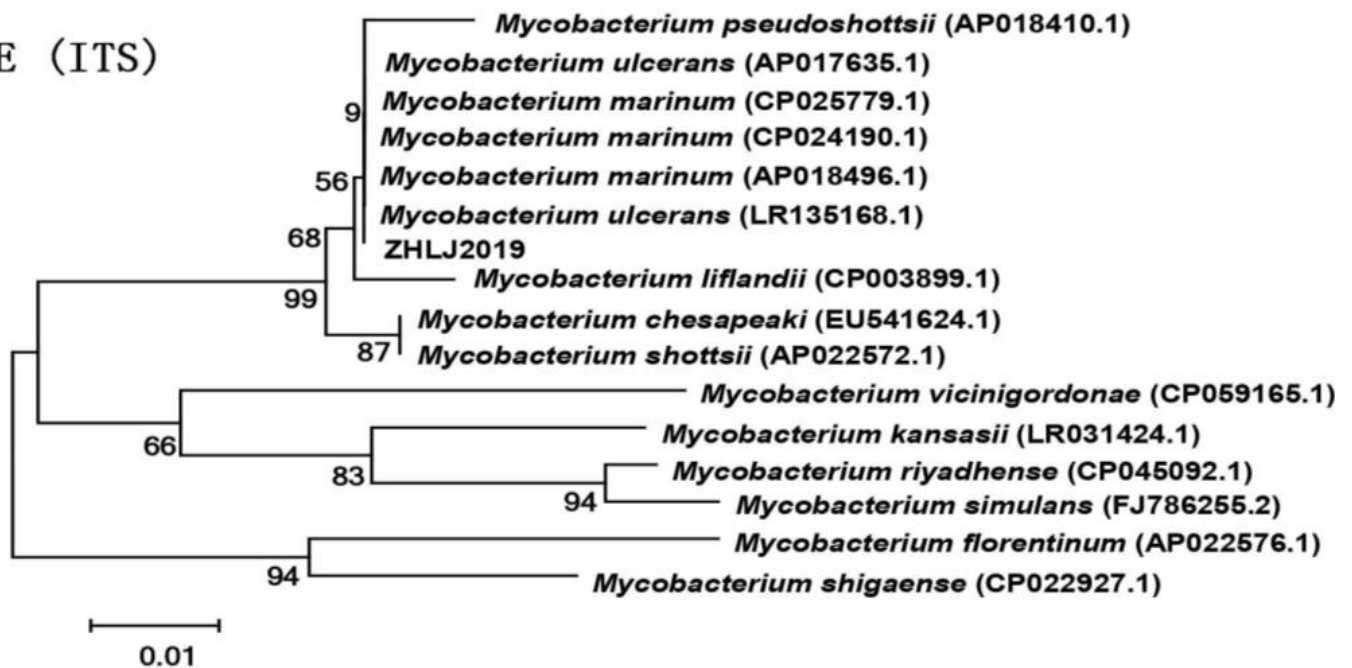 E (ITS)
Mycobacterium pseudoshottsii (AP018410.1)
Mycobacterium ulcerans (AP017635.1)
Mycobacterium marinum (CP025779.1)
9
Mycobacterium marinum (CP024190.1)
Mycobacterium marinum (AP018496.1)
56
Mycobacterium ulcerans (LR135168.1)
68
ZHLJ2019
Mycobacterium liflandii (CP003899.1)
99
Mycobacterium chesapeaki (EU541624.1)
87
Mycobacterium shottsii (AP022572.1)
Mycobacterium vicinigordonae (CP059165.1)
66
Mycobacterium kansasii (LR031424.1)
83
Mycobacterium riyadhense (CP045092.1)
94
Mycobacterium simulans (FJ786255.2)
Mycobacterium florentinum (AP022576.1)
94
Mycobacterium shigaense (CP022927.1)
0.01